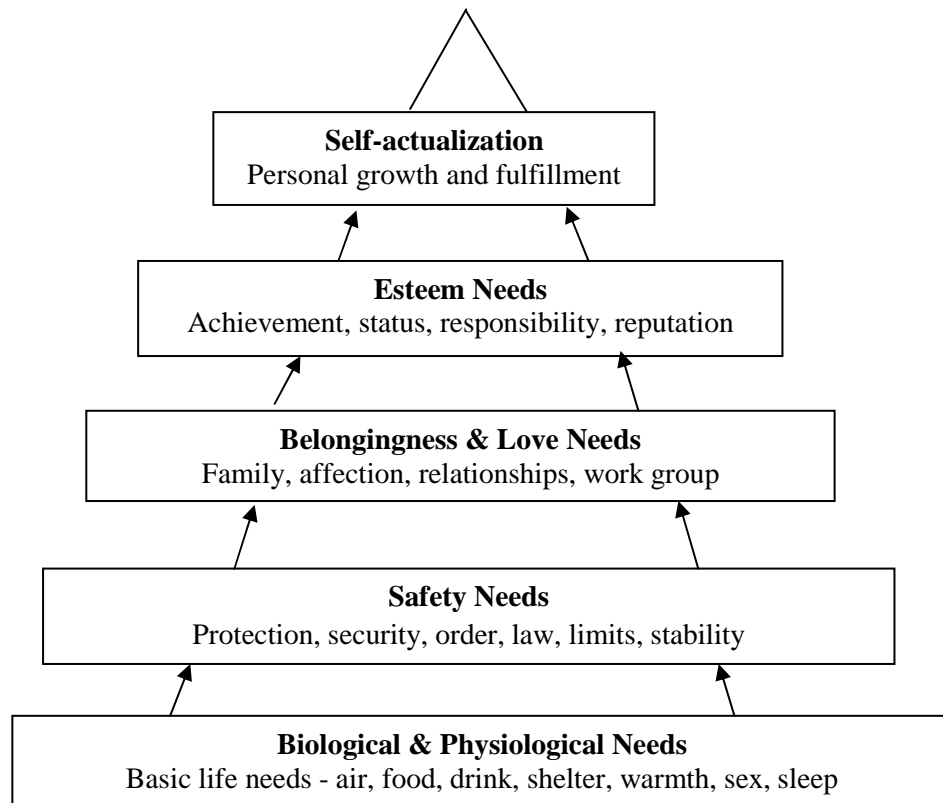 Self-actualization
Personal growth and fulfillment
Esteem Needs
Achievement, status, responsibility, reputation
Belongingness & Love Needs
Family, affection, relationships, work group
Safety Needs
Protection, security, order, law, limits, stability
Biological & Physiological Needs
Basic life needs - air, food, drink, shelter, warmth, sex, sleep